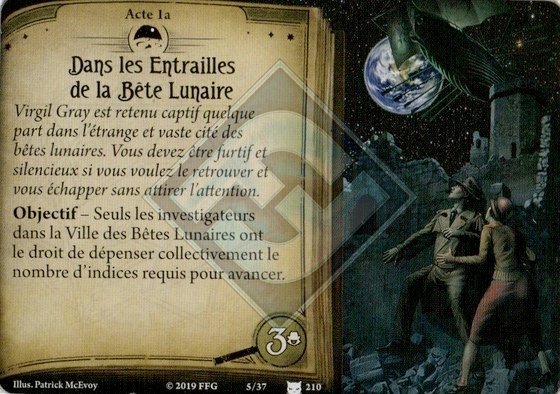 Acte 1a
Dans les Entrailles
de la Bête Lunaire
Virgil Gray est retenu captif quelque
part dans l'étrange et vaste cité des
bêtes lunaires. Vous devez être furtif et
silencieux si vous voulez le retrouver et
vous échapper sans attirer l'attention.
Objectif – Seuls les investigateurs
dans la Ville des Bêtes Lunaires ont
le droit de dépenser collectivement le
nombre d'indices requis pour avancer.
3
Illus. Patrick McEvoy © 2019 FFG 5/37 210